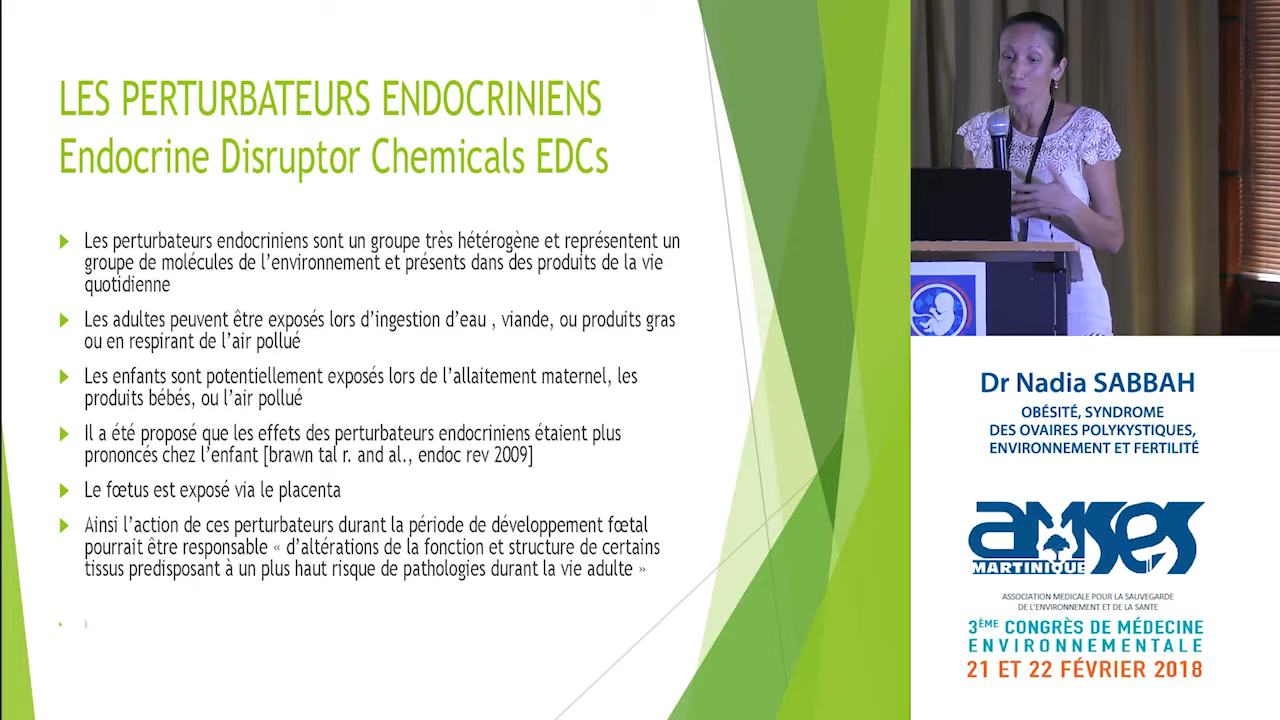 LES PERTURBATEURS ENDOCRINIENS
Endocrine Disruptor Chemicals EDCs
Les perturbateurs endocriniens sont un groupe très hétérogène et représentent un
groupe de molécules de l'environnement et présents dans des produits de la vie
quotidienne
Les adultes peuvent être exposés lors d'ingestion d'eau , viande, ou produits gras
ou en respirant de l'air pollué
Les enfants sont potentiellement exposés lors de l'allaitement maternel, les
produits bébés, ou l'air pollué
Il a été proposé que les effets des perturbateurs endocriniens étaient plus
prononcés chez l'enfant [brawn tal r. and al., endoc rev 2009]
Le fœtus est exposé via le placenta
Ainsi l'action de ces perturbateurs durant la période de développement fœtal
pourrait être responsable « d'altérations de la fonction et structure de certains
tissus predisposant à un plus haut risque de pathologies durant la vie adulte »
)
Dr Nadia SABBAH
OBÉSITÉ, SYNDROME
DES OVAIRES POLYKYSTIQUES,
ENVIRONNEMENT ET FERTILITÉ
AMSES
MARTINIQUE
ASSOCIATION MEDICALE POUR LA SAUVEGARDE
DE L'ENVIRONNEMENT ET DE LA SANTE
3ÈME CONGRÈS DE MÉDECINE
ENVIRONNEMENTALE
21 ET 22 FÉVRIER 2018